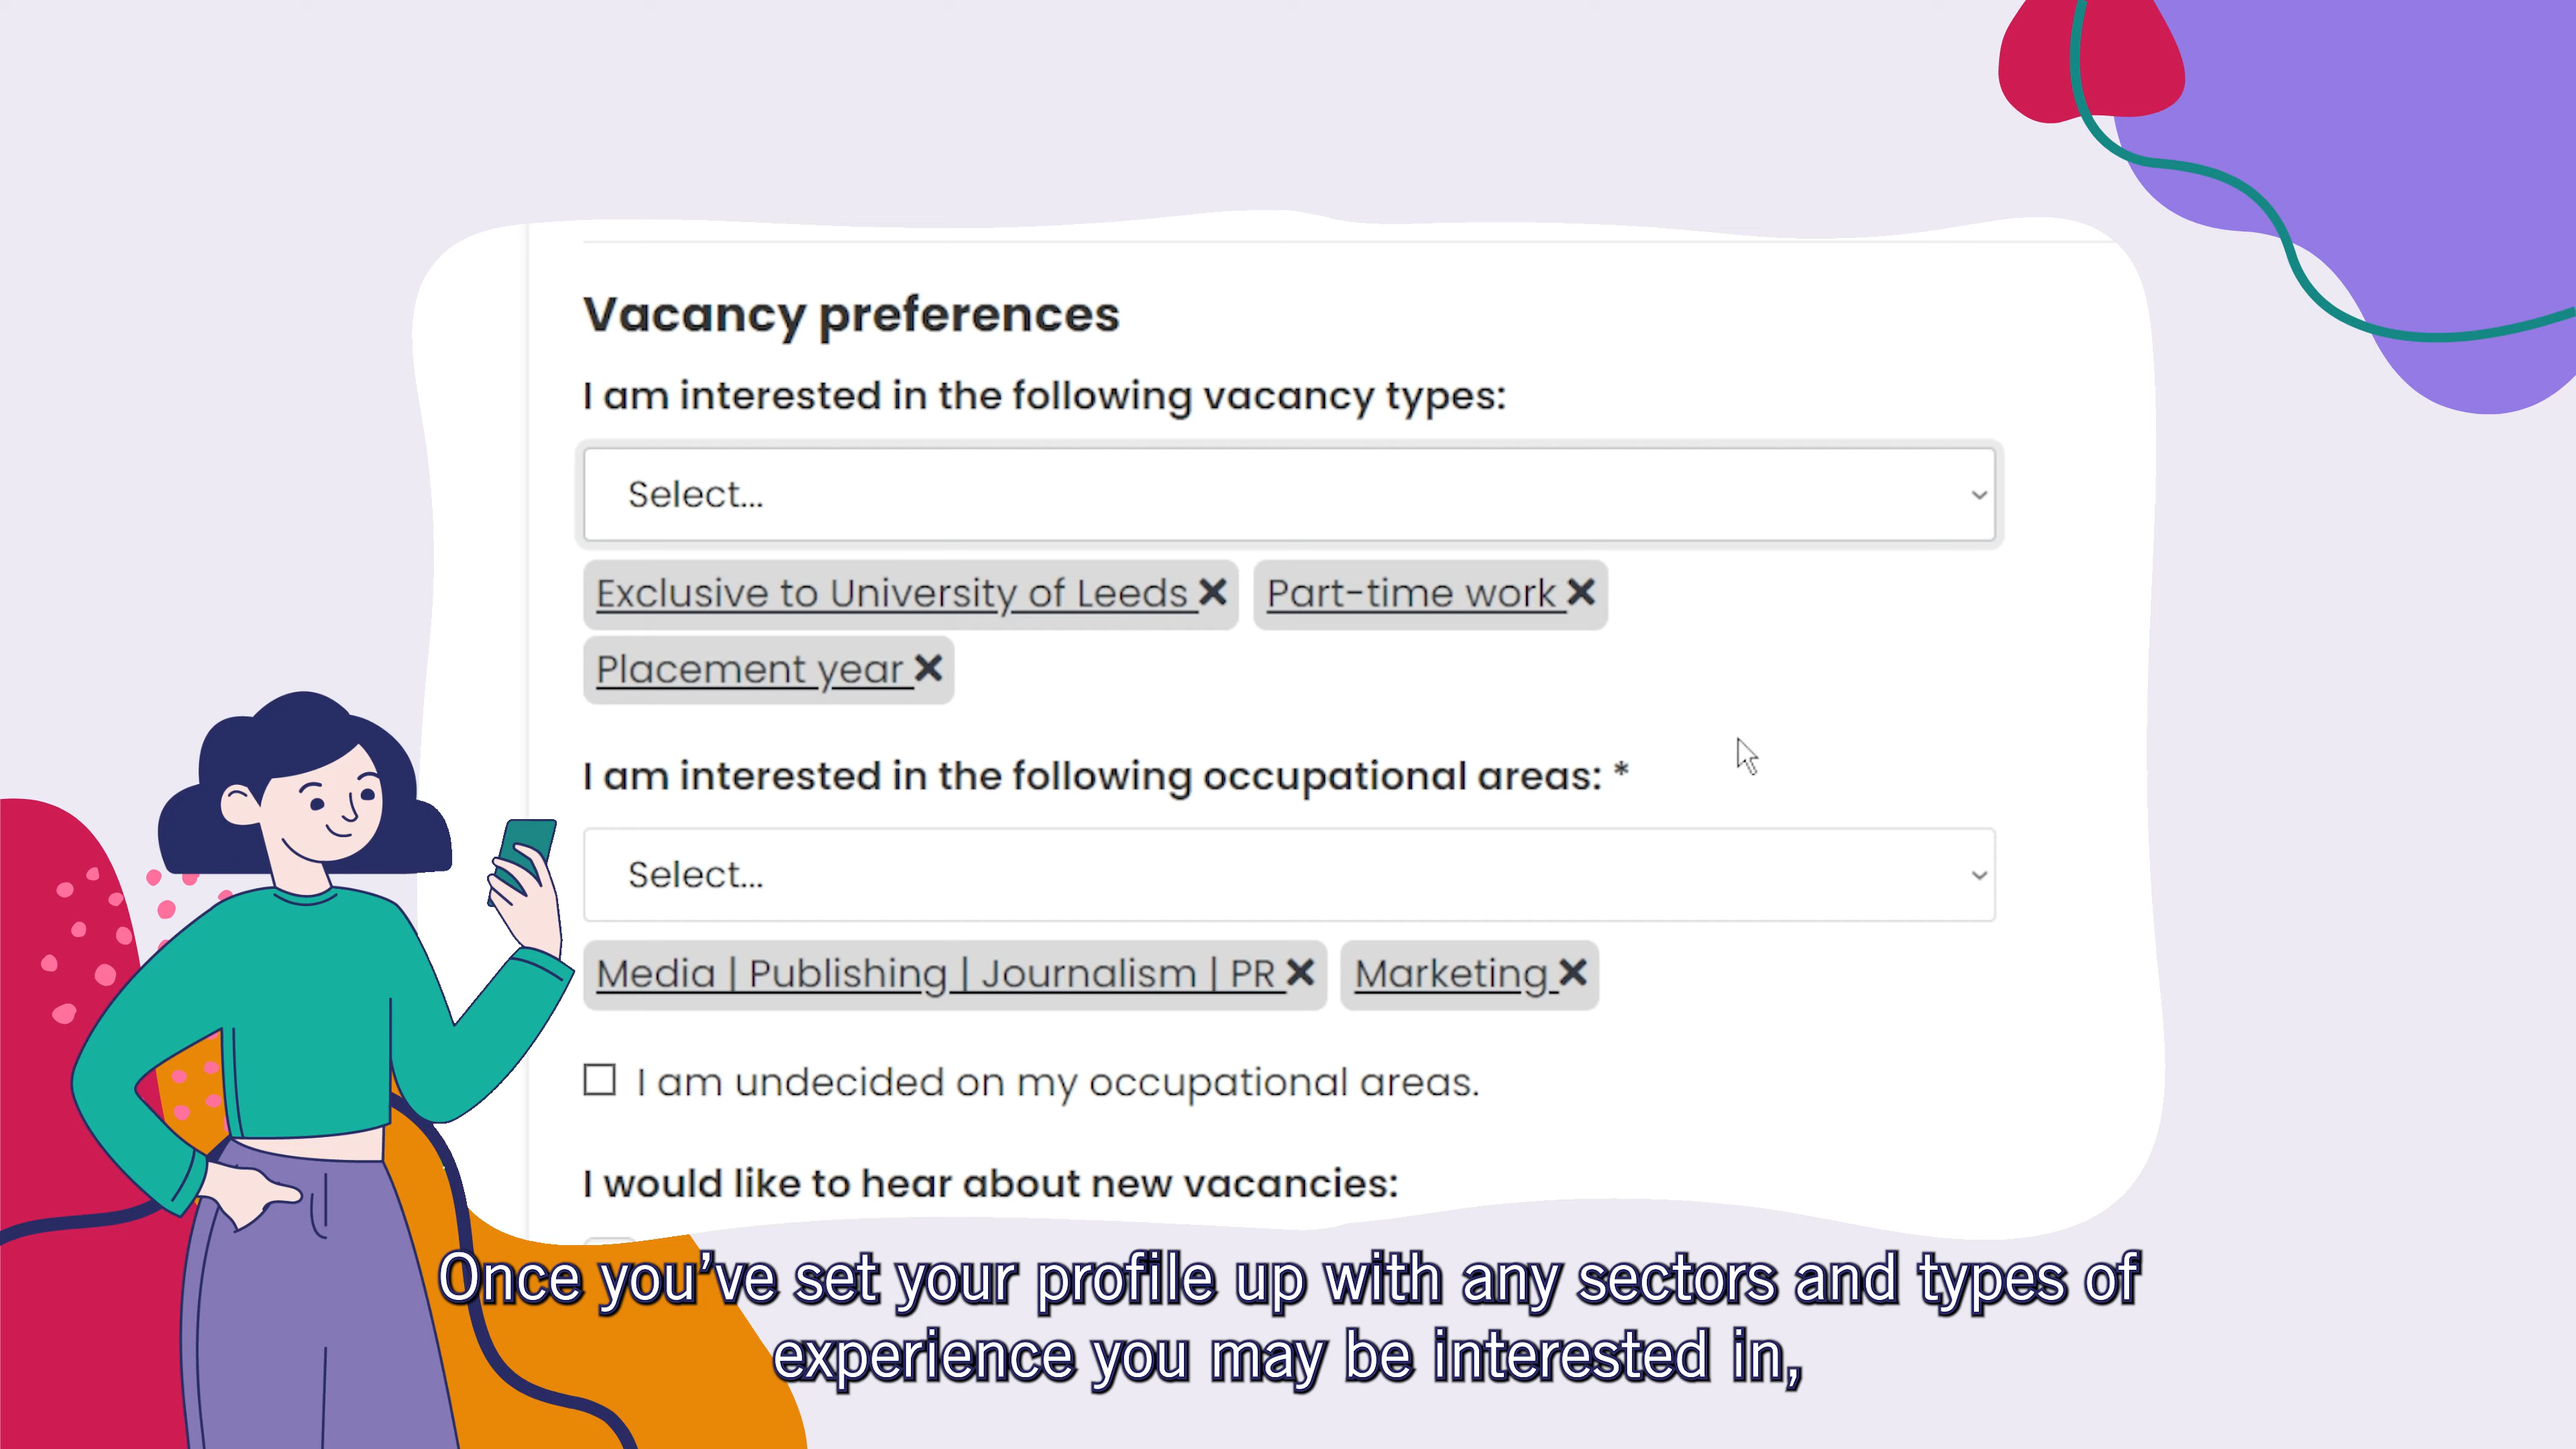 Vacancy preferences
I am interested in the following vacancy types:
Select...
Exclusive to University of Leeds Part-time work
Placement year
I am interested in the following occupational areas: *
Select...
Media | Publishing | Journalism | PR Marketing
I am undecided on my occupational areas.
I would like to hear about new vacancies:
Once you've set your profile up with any sectors and types of
experience you may be interested in,